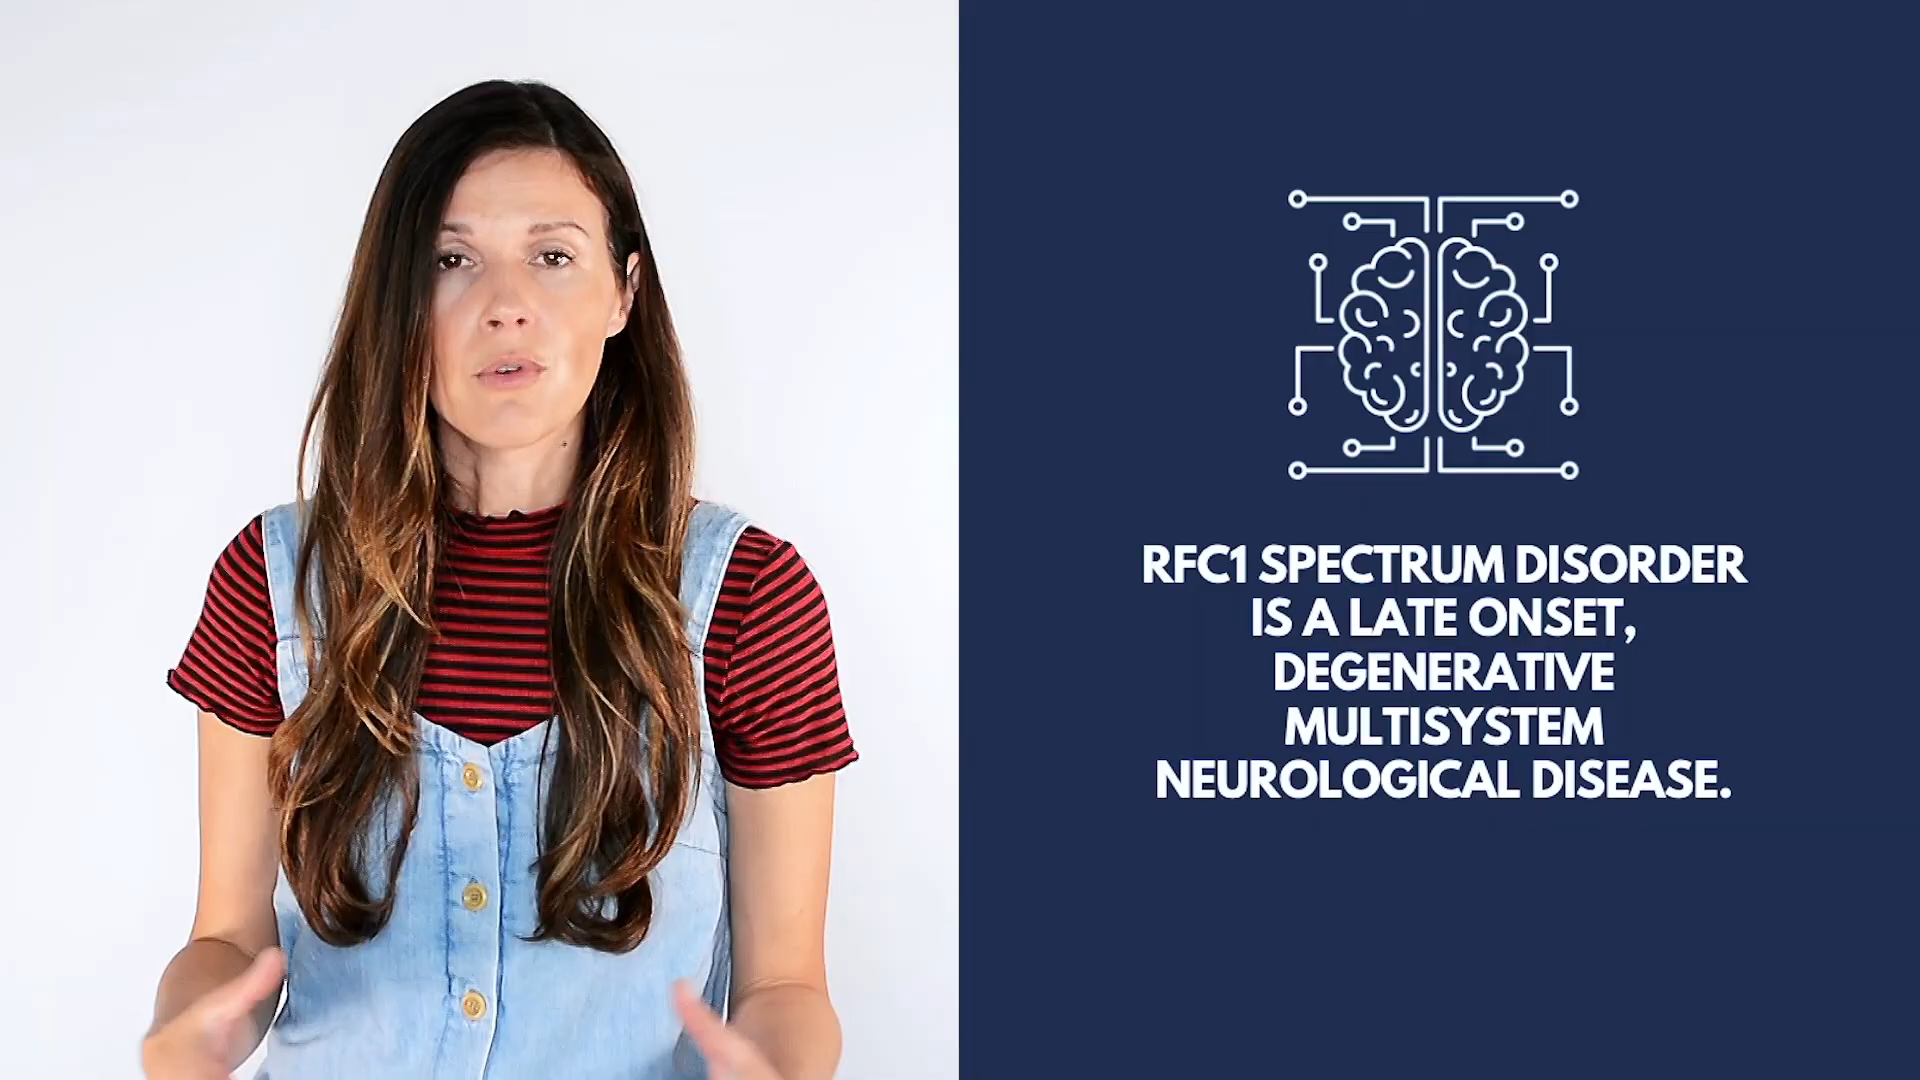 RFC1 SPECTRUM DISORDER
IS A LATE ONSET,
DEGENERATIVE
MULTISYSTEM
NEUROLOGICAL DISEASE.